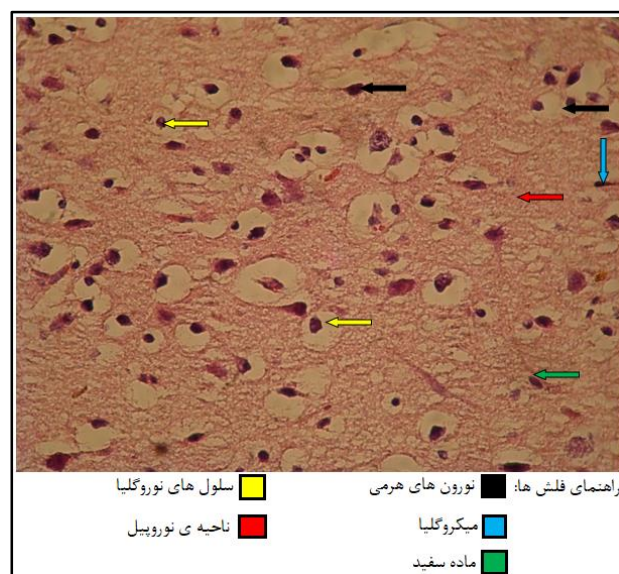 راهنمای فلش ها: نورون های هرمی سلول های نوروگلیا
میکروگلیا ناحیه ی نوروپیل
ماده سفید